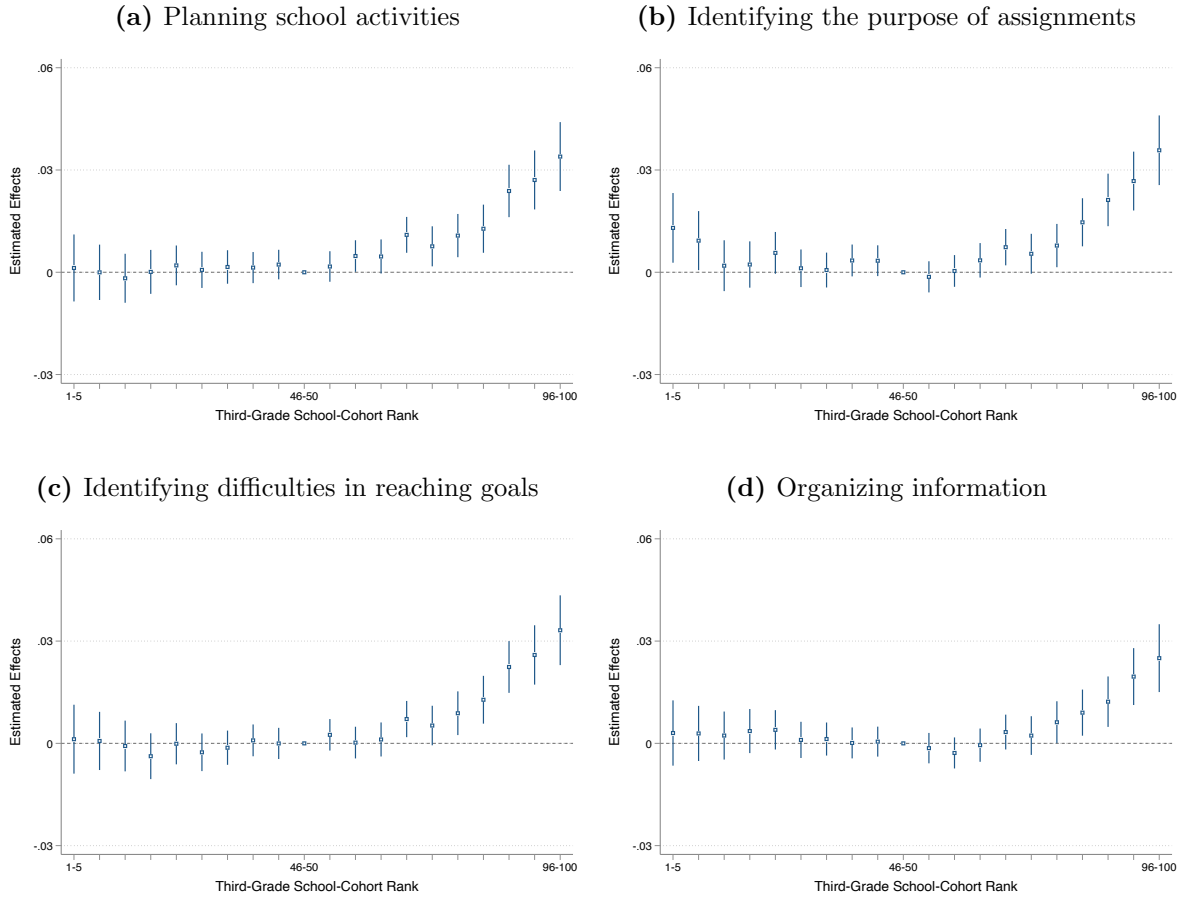 (a) Planning school activities
.06
.03
0
-.03
Estimated Effects
1-5
46-50
96-100
Third-Grade School-Cohort Rank
(b) Identifying the purpose of assignments
.06
.03
0
-.03
Estimated Effects
1-5
46-50
96-100
Third-Grade School-Cohort Rank
(c) Identifying difficulties in reaching goals
.06
.03
0
-.03
Estimated Effects
1-5
46-50
96-100
Third-Grade School-Cohort Rank
(d) Organizing information
.06
.03
0
-.03
Estimated Effects
1-5
46-50
96-100
Third-Grade School-Cohort Rank